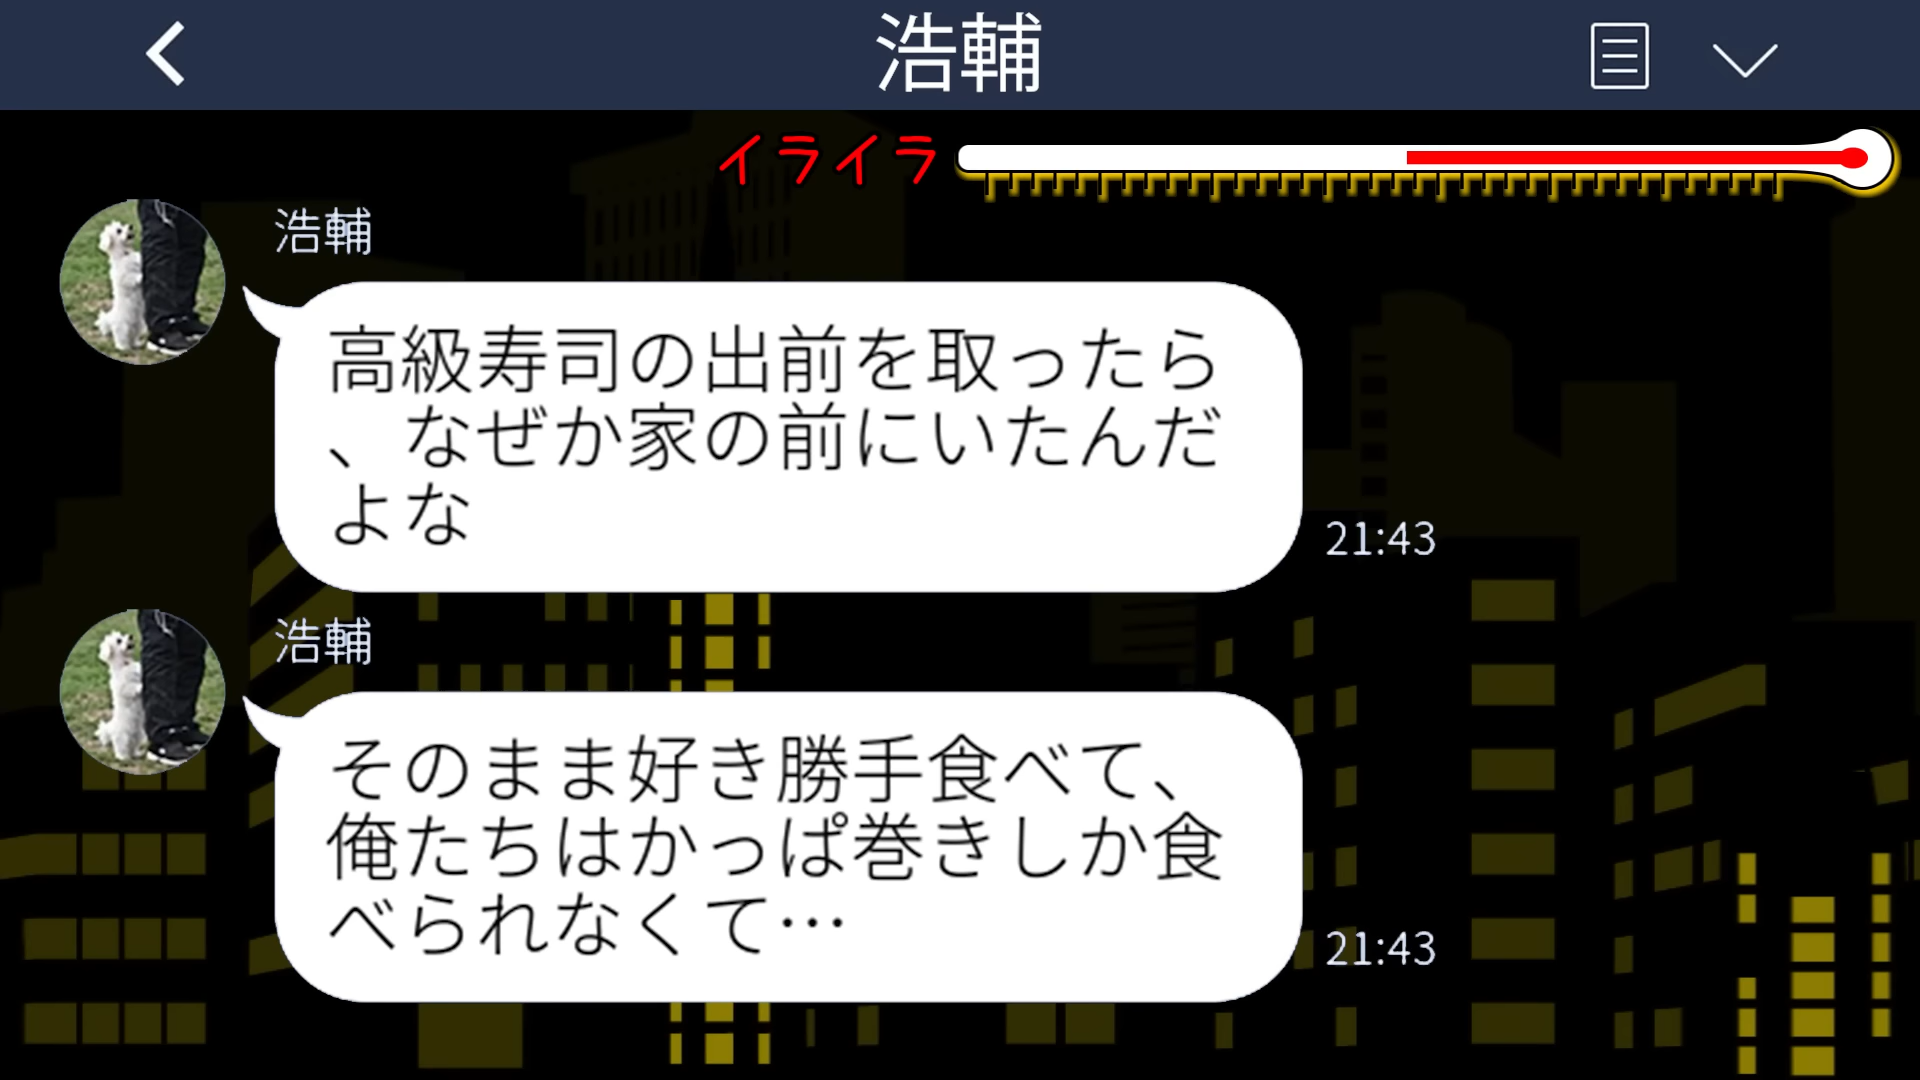 浩輔
イライラ
浩輔
高級寿司の出前を取ったら
、なぜか家の前にいたんだ
よな
21:43
浩輔
そのまま好き勝手食べて、
俺たちはかっぱ巻きしか食
べられなくて…
21:43